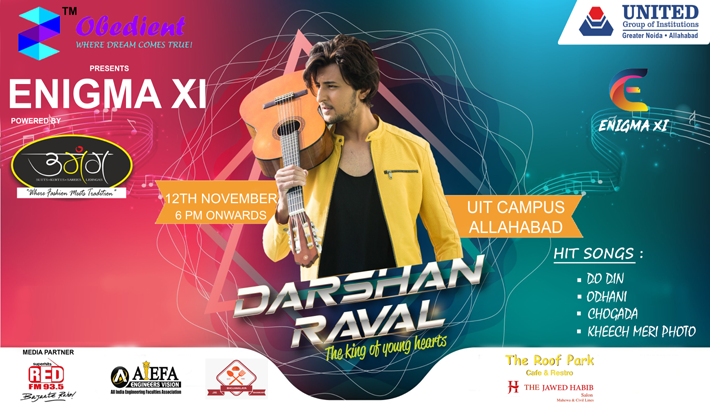 TM
Obedient
WHERE DREAM COMES TRUE!
PRESENTS
ENIGMA XI
POWERED BY
"Where Fashion Meets Tradition"
UNITED
Group of Institutions
Greater Noida • Allahabad
ENIGMA XI
12TH NOVEMBER
6 PM ONWARDS
UIT CAMPUS
ALLAHABAD
DARSHAN
RAVAL
The king of young hearts
HIT SONGS :
▪ DO DIN
▪ ODHANI
▪ CHOGADA
▪ KHEECH MERI PHOTO
MEDIA PARTNER
superhits
RED
FM 93.5
Bajaate Raho!
AIEFA
ENGINEERS VISION
All India Engineering Faculties Association
The Roof Park
Cafe & Restro
JH THE JAWED HABIB
Salon